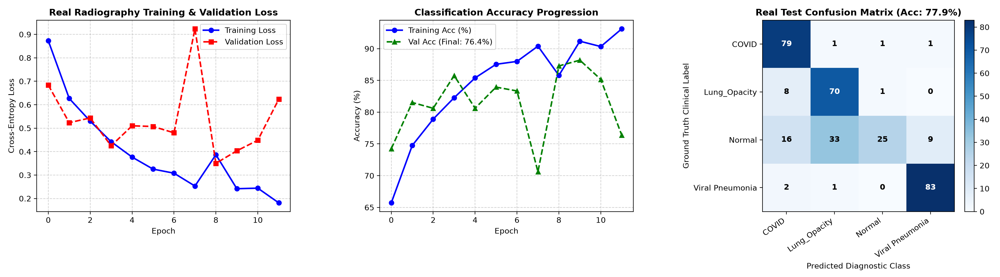 Real Radiography Training & Validation Loss
Training Loss
Validation Loss
Cross-Entropy Loss
0.9
0.8
0.7
0.6
0.5
0.4
0.3
0.2
0 2 4 6 8 10
Epoch
Classification Accuracy Progression
Training Acc (%)
Val Acc (Final: 76.4%)
Accuracy (%)
90
85
80
75
70
65
0 2 4 6 8 10
Epoch
Real Test Confusion Matrix (Acc: 77.9%)
Ground Truth Clinical Label
COVID 79 1 1 1
Lung_Opacity 8 70 1 0
Normal 16 33 25 9
Viral Pneumonia 2 1 0 83
COVID Lung_Opacity Normal Viral Pneumonia
Predicted Diagnostic Class
80
70
60
50
40
30
20
10
0